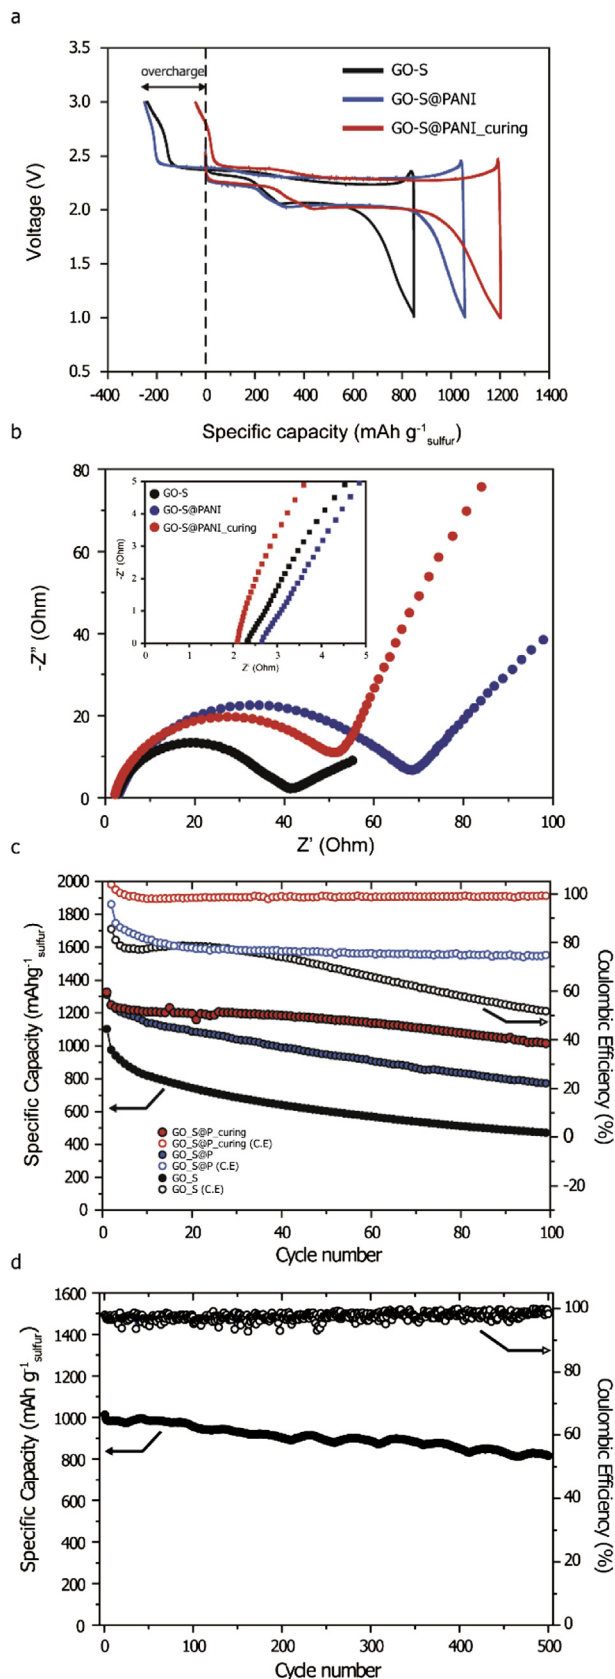 a
3.5
3.0
2.5
2.0
1.5
1.0
0.5
Voltage (V)
overcharge
GO-S
GO-S@PANI
GO-S@PANI_curing
-400 -200 0 200 400 600 800 1000 1200 1400
Specific capacity (mAh g⁻¹sulfur)
b
80
60
40
20
0
-Z” (Ohm)
GO-S
GO-S@PANI
GO-S@PANI_curing
5
4
3
2
1
0
-Z" (Ohm)
0 1 2 3 4 5
Z' (Ohm)
0 20 40 60 80 100
Z’ (Ohm)
c
2000
1800
1600
1400
1200
1000
800
600
400
200
0
Specific Capacity (mAhg⁻¹sulfur)
100
80
60
40
20
0
-20
Coulombic Efficiency (%)
GO_S@P_curing
GO_S@P_curing (C.E)
GO_S@P
GO_S@P (C.E)
GO_S
GO_S (C.E)
0 20 40 60 80 100
Cycle number
d
1600
1400
1200
1000
800
600
400
200
0
Specific Capacity (mAh g⁻¹sulfur)
100
80
60
40
20
0
Coulombic Efficiency (%)
0 100 200 300 400 500
Cycle number